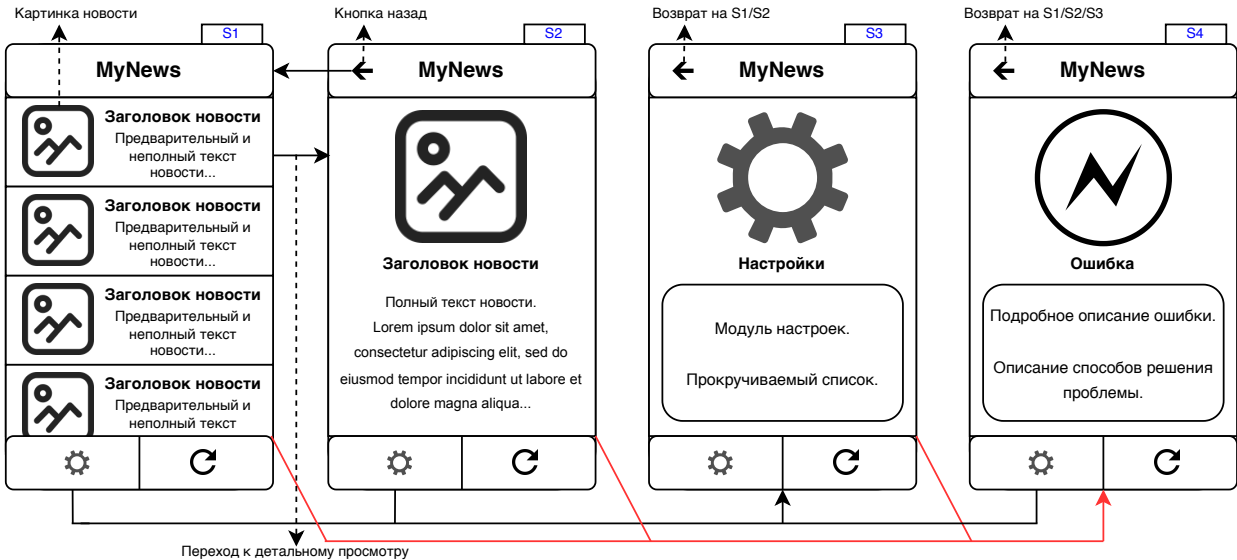 Картинка новости
Кнопка назад
Возврат на S1/S2
Возврат на S1/S2/S3
S1
S2
S3
S4
MyNews
MyNews
MyNews
MyNews
Заголовок новости
Предварительный и
неполный текст
новости...
Заголовок новости
Предварительный и
неполный текст
новости...
Заголовок новости
Предварительный и
неполный текст
новости...
Заголовок новости
Предварительный и
неполный текст
Заголовок новости
Полный текст новости.
Lorem ipsum dolor sit amet,
consectetur adipiscing elit, sed do
eiusmod tempor incididunt ut labore et
dolore magna aliqua...
Настройки
Модуль настроек.
Прокручиваемый список.
Ошибка
Подробное описание ошибки.
Описание способов решения
проблемы.
Переход к детальному просмотру